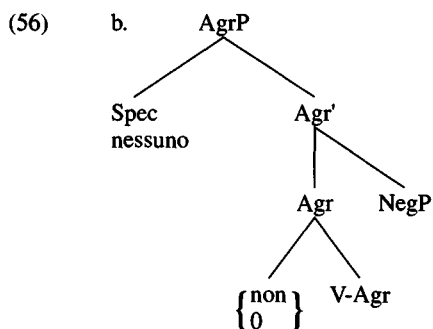 (56) b. AgrP
Spec Agr'
nessuno
Agr NegP
{ non } V-Agr
{ 0 }